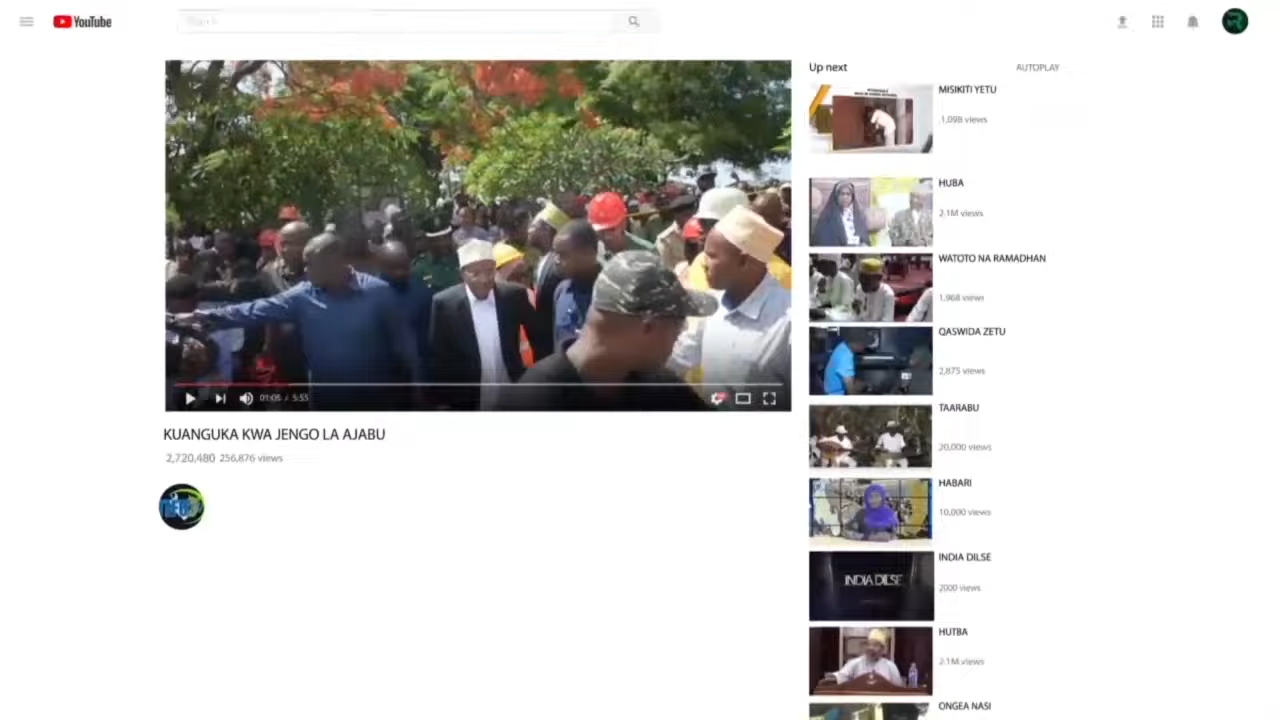 YouTube
Search
01:05 / 5:55
KUANGUKA KWA JENGO LA AJABU
2,720,480 256,876 views
NEWS
Up next
AUTOPLAY
MISIKITI YETU
1,098 views
HUBA
2.1M views
WATOTO NA RAMADHAN
1,968 views
QASWIDA ZETU
2,875 views
TAARABU
20,000 views
HABARI
10,000 views
INDIA DILSE
INDIA DILSE
2000 views
HUTBA
2.1M views
ONGEA NASI